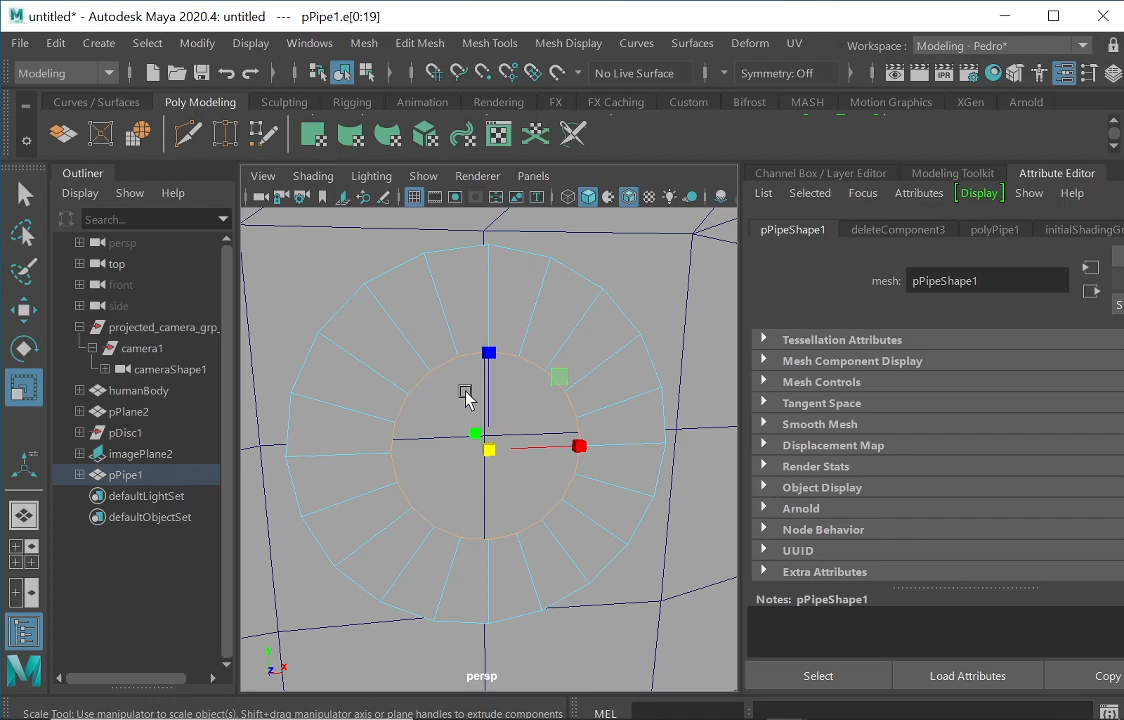 untitled* - Autodesk Maya 2020.4: untitled --- pPipe1.e[0:19]
File Edit Create Select Modify Display Windows Mesh Edit Mesh Mesh Tools Mesh Display Curves Surfaces Deform UV Workspace : Modeling - Pedro*
Modeling No Live Surface Symmetry: Off IPR
Curves / Surfaces Poly Modeling Sculpting Rigging Animation Rendering FX FX Caching Custom Bifrost MASH Motion Graphics XGen Arnold
Outliner
Display Show Help
Search...
persp
top
front
side
projected_camera_grp_
camera1
cameraShape1
humanBody
pPlane2
pDisc1
imagePlane2
pPipe1
defaultLightSet
defaultObjectSet
View Shading Lighting Show Renderer Panels
y
z x
persp
Channel Box / Layer Editor Modeling Toolkit Attribute Editor
List Selected Focus Attributes Display Show Help
pPipeShape1 deleteComponent3 polyPipe1 initialShadingGr
mesh: pPipeShape1
S
Tessellation Attributes
Mesh Component Display
Mesh Controls
Tangent Space
Smooth Mesh
Displacement Map
Render Stats
Object Display
Arnold
Node Behavior
UUID
Extra Attributes
Notes: pPipeShape1
Select Load Attributes Copy
Scale Tool: Use manipulator to scale object(s). Shift+drag manipulator axis or plane handles to extrude components MEL